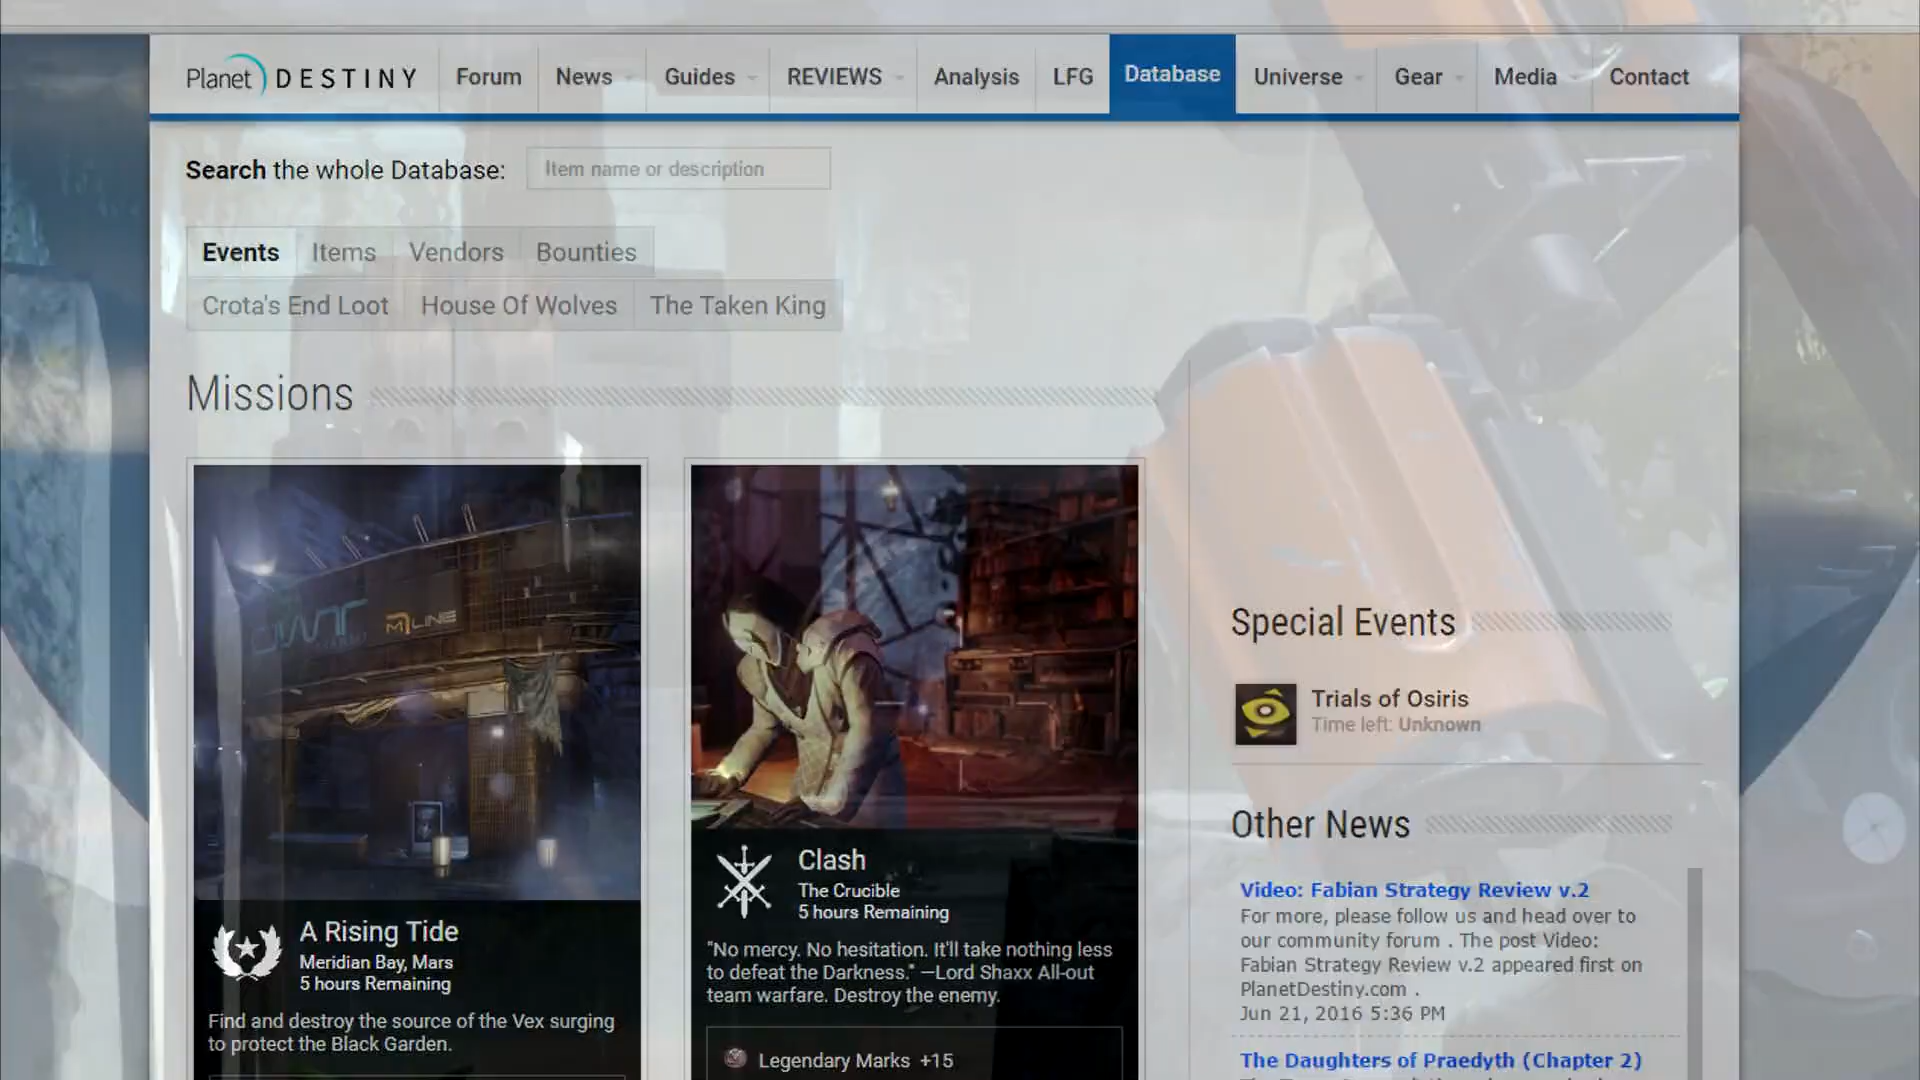 Planet DESTINY
Forum
News
Guides
REVIEWS
Analysis
LFG
Database
Universe
Gear
Media
Contact
Search the whole Database:
Item name or description
Events
Items
Vendors
Bounties
Crota's End Loot
House Of Wolves
The Taken King
Missions
OWT
M LINE
A Rising Tide
Meridian Bay, Mars
5 hours Remaining
Find and destroy the source of the Vex surging
to protect the Black Garden.
Clash
The Crucible
5 hours Remaining
"No mercy. No hesitation. It'll take nothing less
to defeat the Darkness." —Lord Shaxx All-out
team warfare. Destroy the enemy.
Legendary Marks +15
Special Events
Trials of Osiris
Time left: Unknown
Other News
Video: Fabian Strategy Review v.2
For more, please follow us and head over to
our community forum . The post Video:
Fabian Strategy Review v.2 appeared first on
PlanetDestiny.com .
Jun 21, 2016 5:36 PM
The Daughters of Praedyth (Chapter 2)